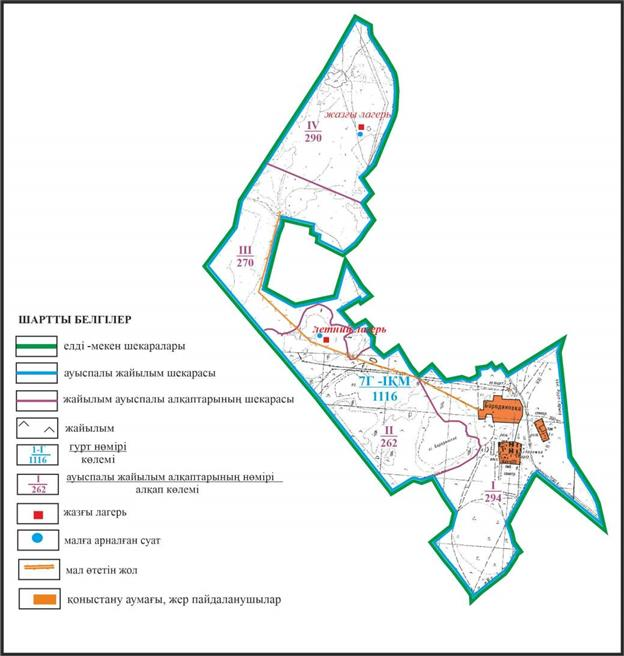 жазғы лагерь
IV
290
III
270
летний лагерь
7Г -ІҚМ
1116
Бородиновка
II
262
I
294
ШАРТТЫ БЕЛГІЛЕР
елді -мекен шекаралары
ауыспалы жайылым шекарасы
жайылым ауыспалы алқаптарының шекарасы
жайылым
1-Г
1116
гурт нөмірі
көлемі
I
262
ауыспалы жайылым алқаптарының нөмірі
алқап көлемі
жазғы лагерь
малға арналған суат
мал өтетін жол
қоныстану аумағы, жер пайдаланушылар